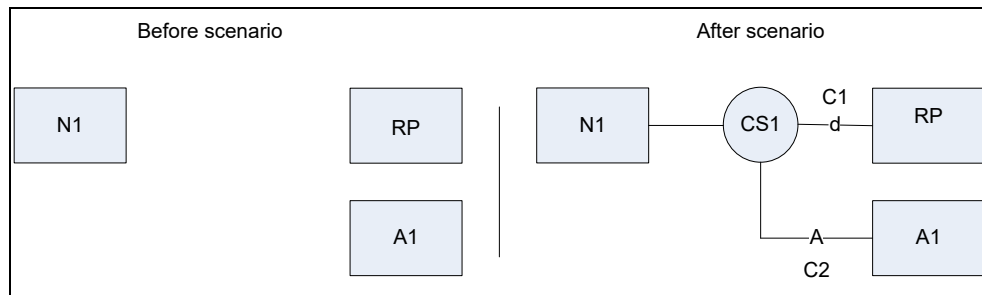 Before scenario
After scenario
N1
RP
N1
CS1
C1
d
RP
A1
A
C2
A1